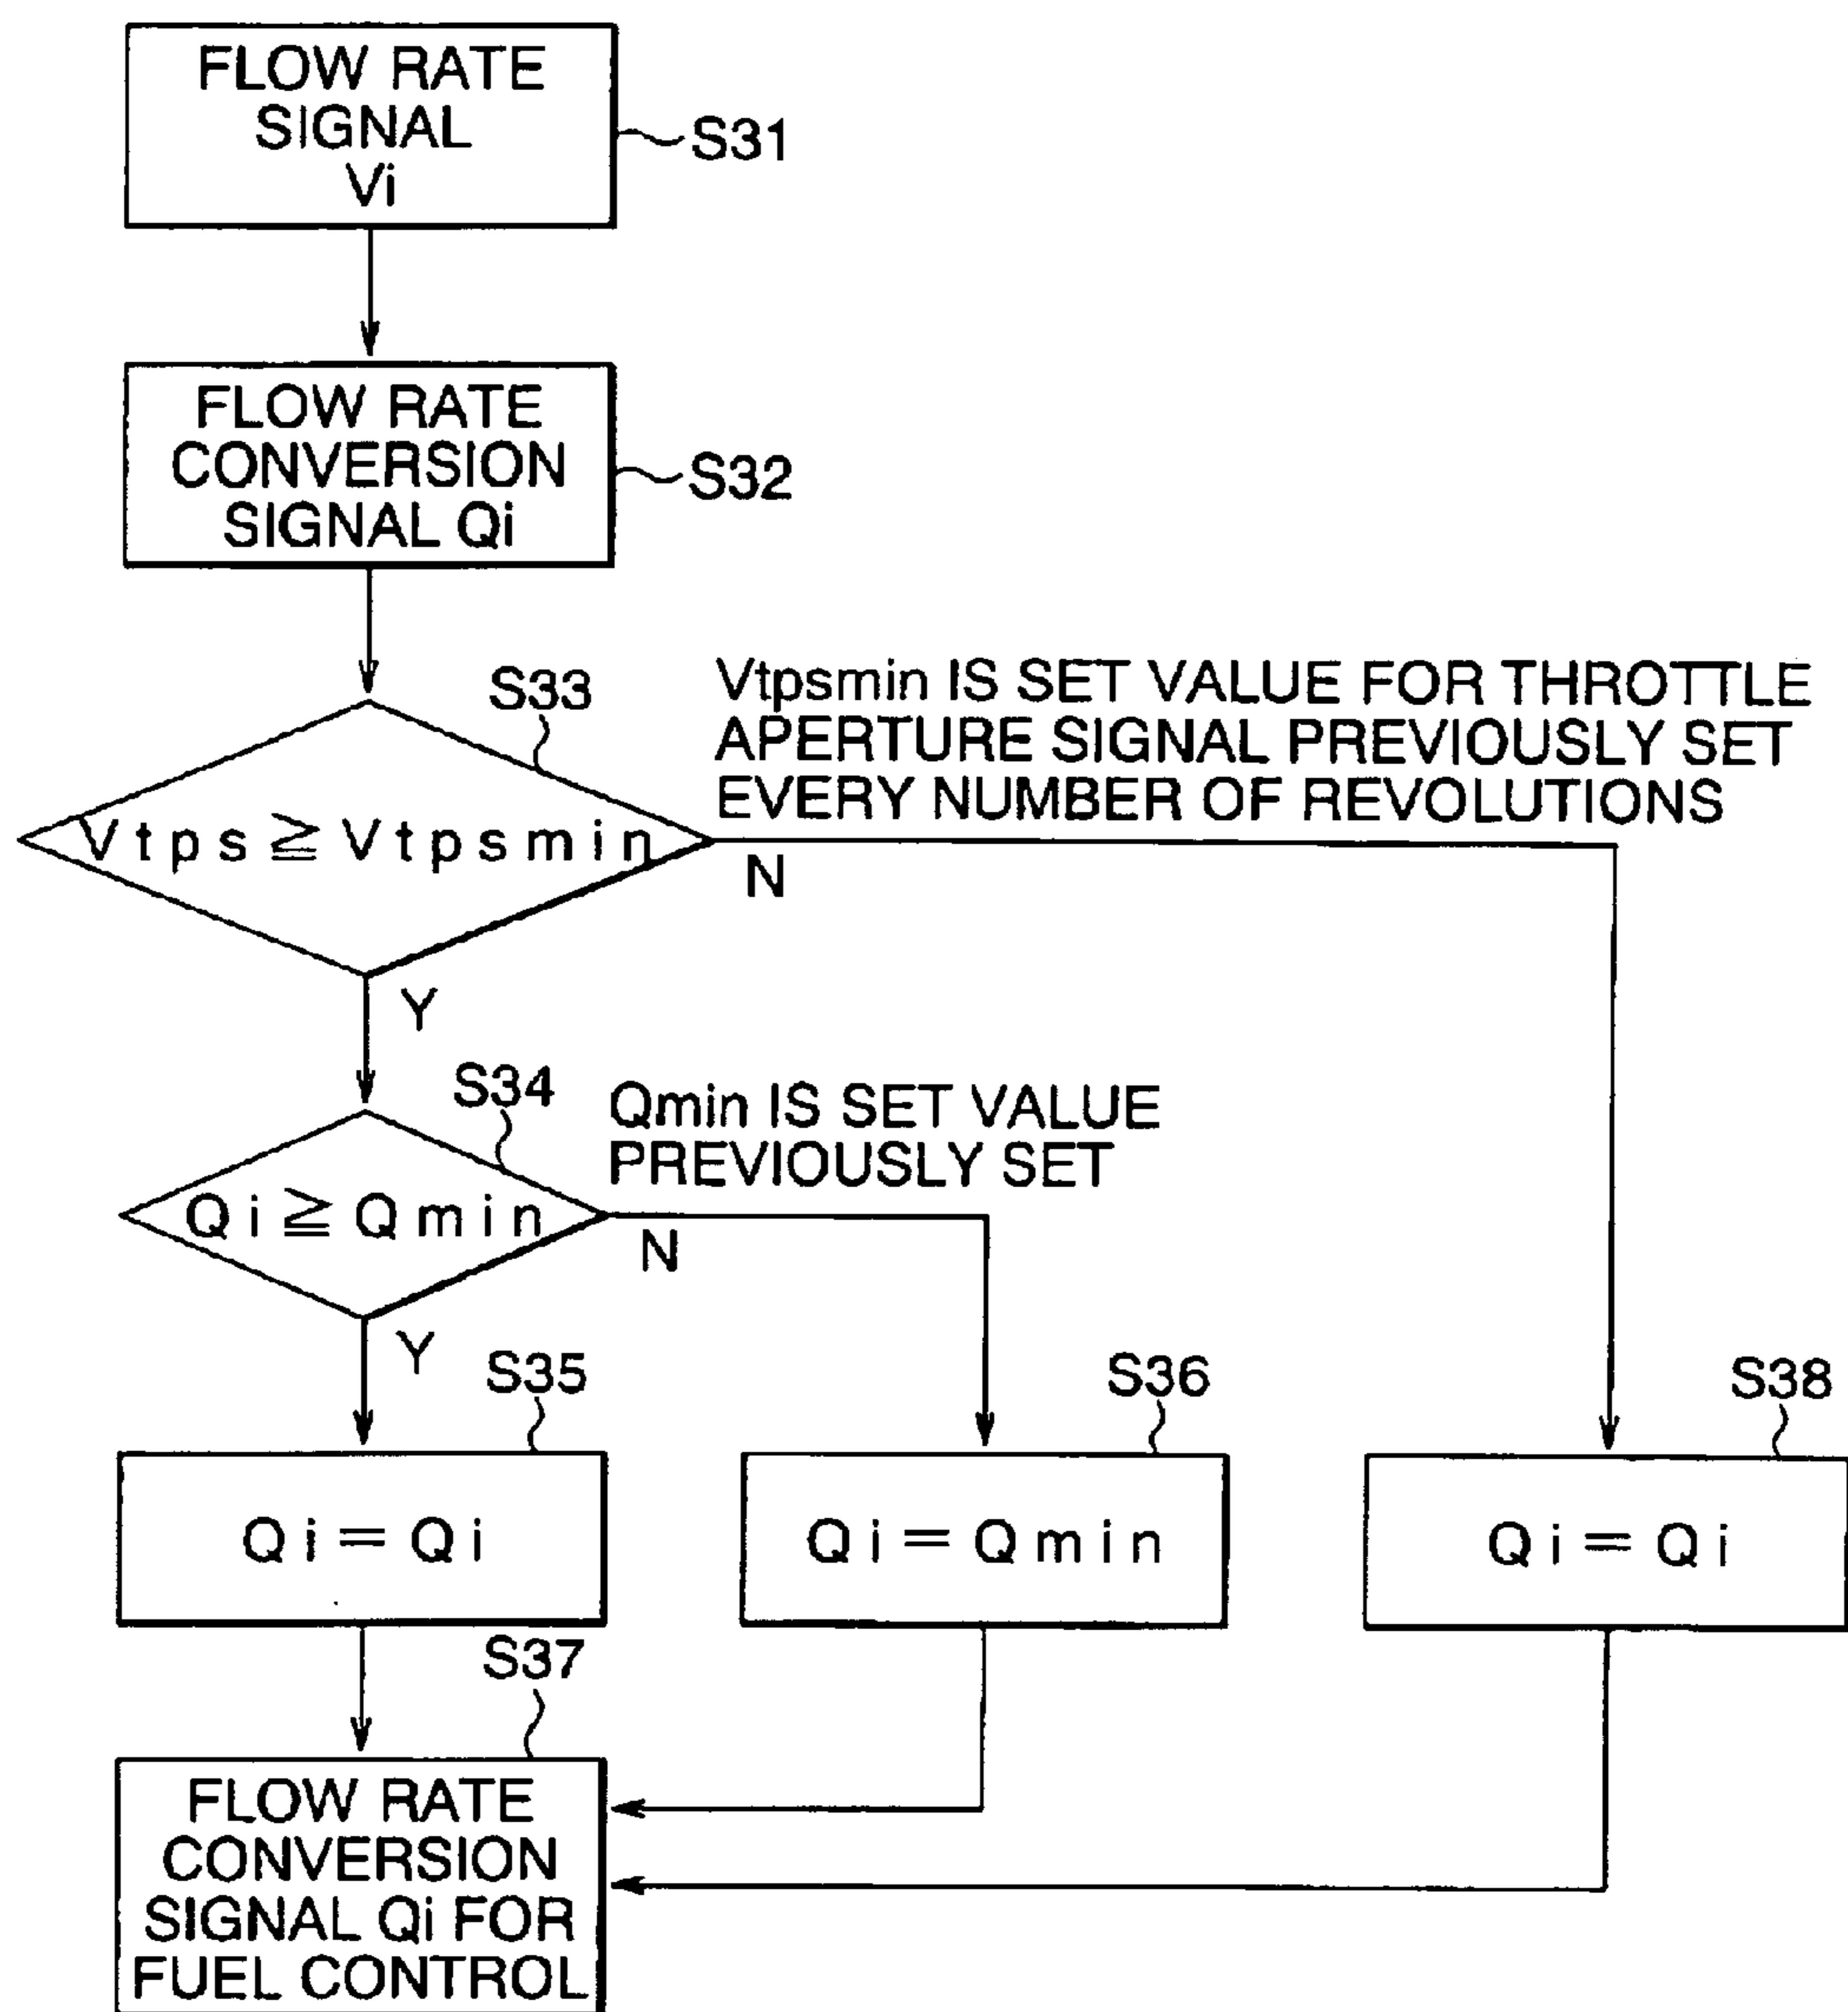 FLOW RATE
SIGNAL
Vi
S31
FLOW RATE
CONVERSION
SIGNAL Qi
S32
S33
Vtpsmin IS SET VALUE FOR THROTTLE
APERTURE SIGNAL PREVIOUSLY SET
EVERY NUMBER OF REVOLUTIONS
Vtps ≧ Vtpsmin
N
Y
S34
Qmin IS SET VALUE
PREVIOUSLY SET
Qi ≧ Qmin
N
Y
S35
S36
S38
Qi = Qi
Qi = Qmin
Qi = Qi
S37
FLOW RATE
CONVERSION
SIGNAL Qi FOR
FUEL CONTROL